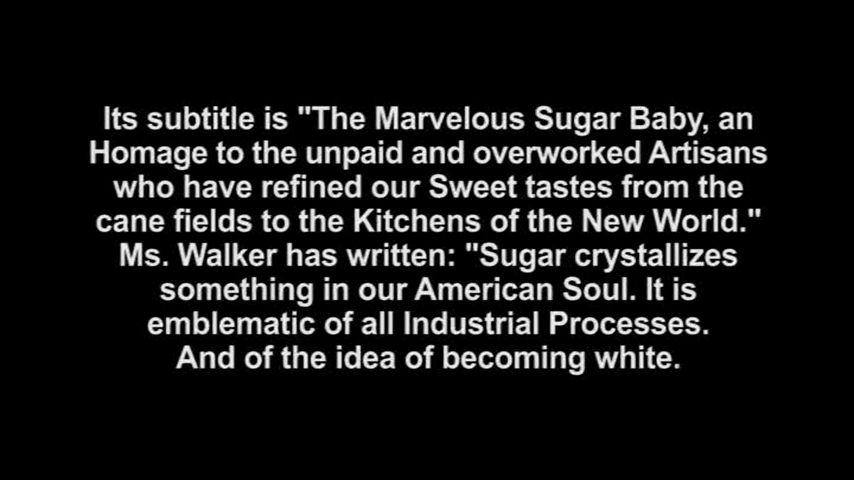 Its subtitle is "The Marvelous Sugar Baby, an
Homage to the unpaid and overworked Artisans
who have refined our Sweet tastes from the
cane fields to the Kitchens of the New World."
Ms. Walker has written: "Sugar crystallizes
something in our American Soul. It is
emblematic of all Industrial Processes.
And of the idea of becoming white.